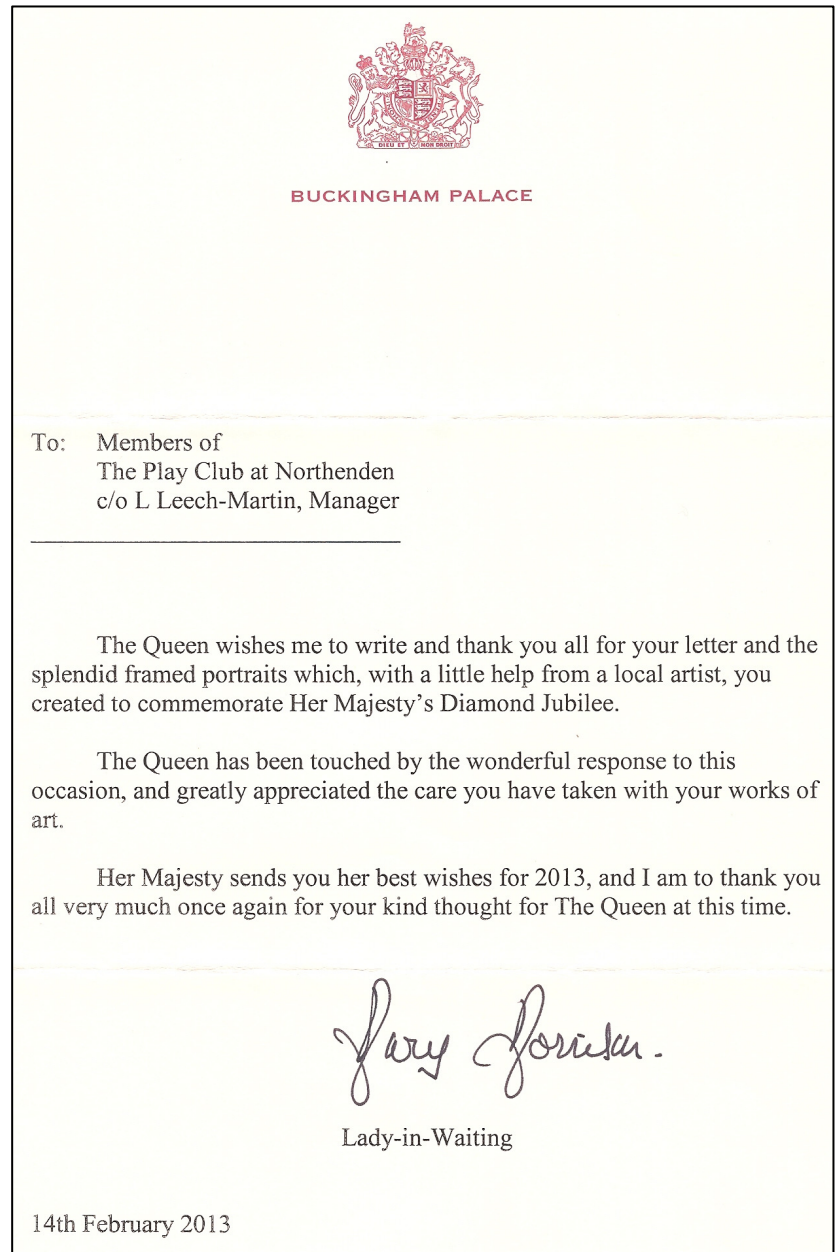 DIEU ET MON DROIT
BUCKINGHAM PALACE
To: Members of
The Play Club at Northenden
c/o L Leech-Martin, Manager
The Queen wishes me to write and thank you all for your letter and the
splendid framed portraits which, with a little help from a local artist, you
created to commemorate Her Majesty's Diamond Jubilee.
The Queen has been touched by the wonderful response to this
occasion, and greatly appreciated the care you have taken with your works of
art.
Her Majesty sends you her best wishes for 2013, and I am to thank you
all very much once again for your kind thought for The Queen at this time.
Mary Morrison.
Lady-in-Waiting
14th February 2013